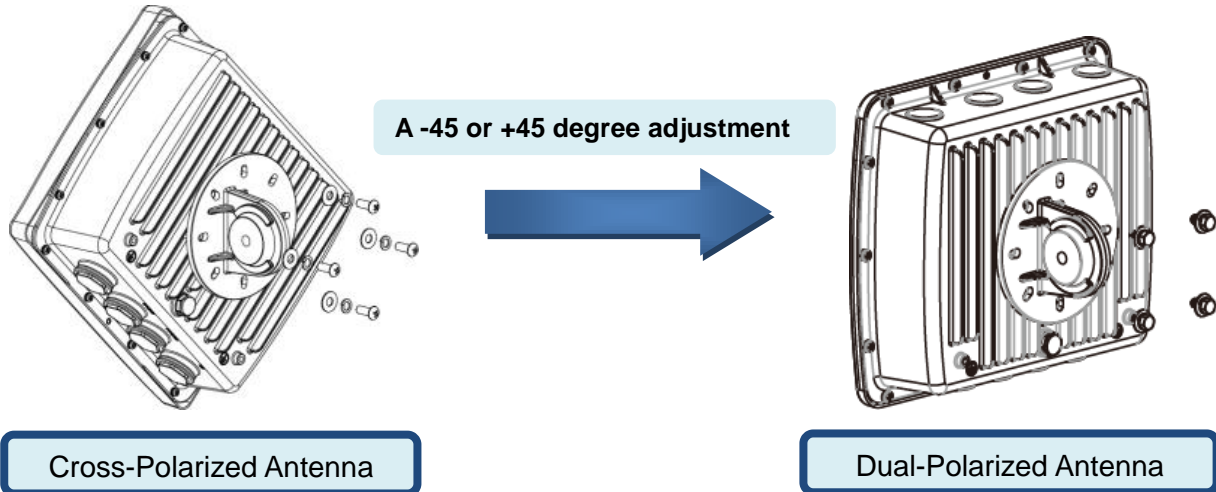 A -45 or +45 degree adjustment
Cross-Polarized Antenna
Dual-Polarized Antenna